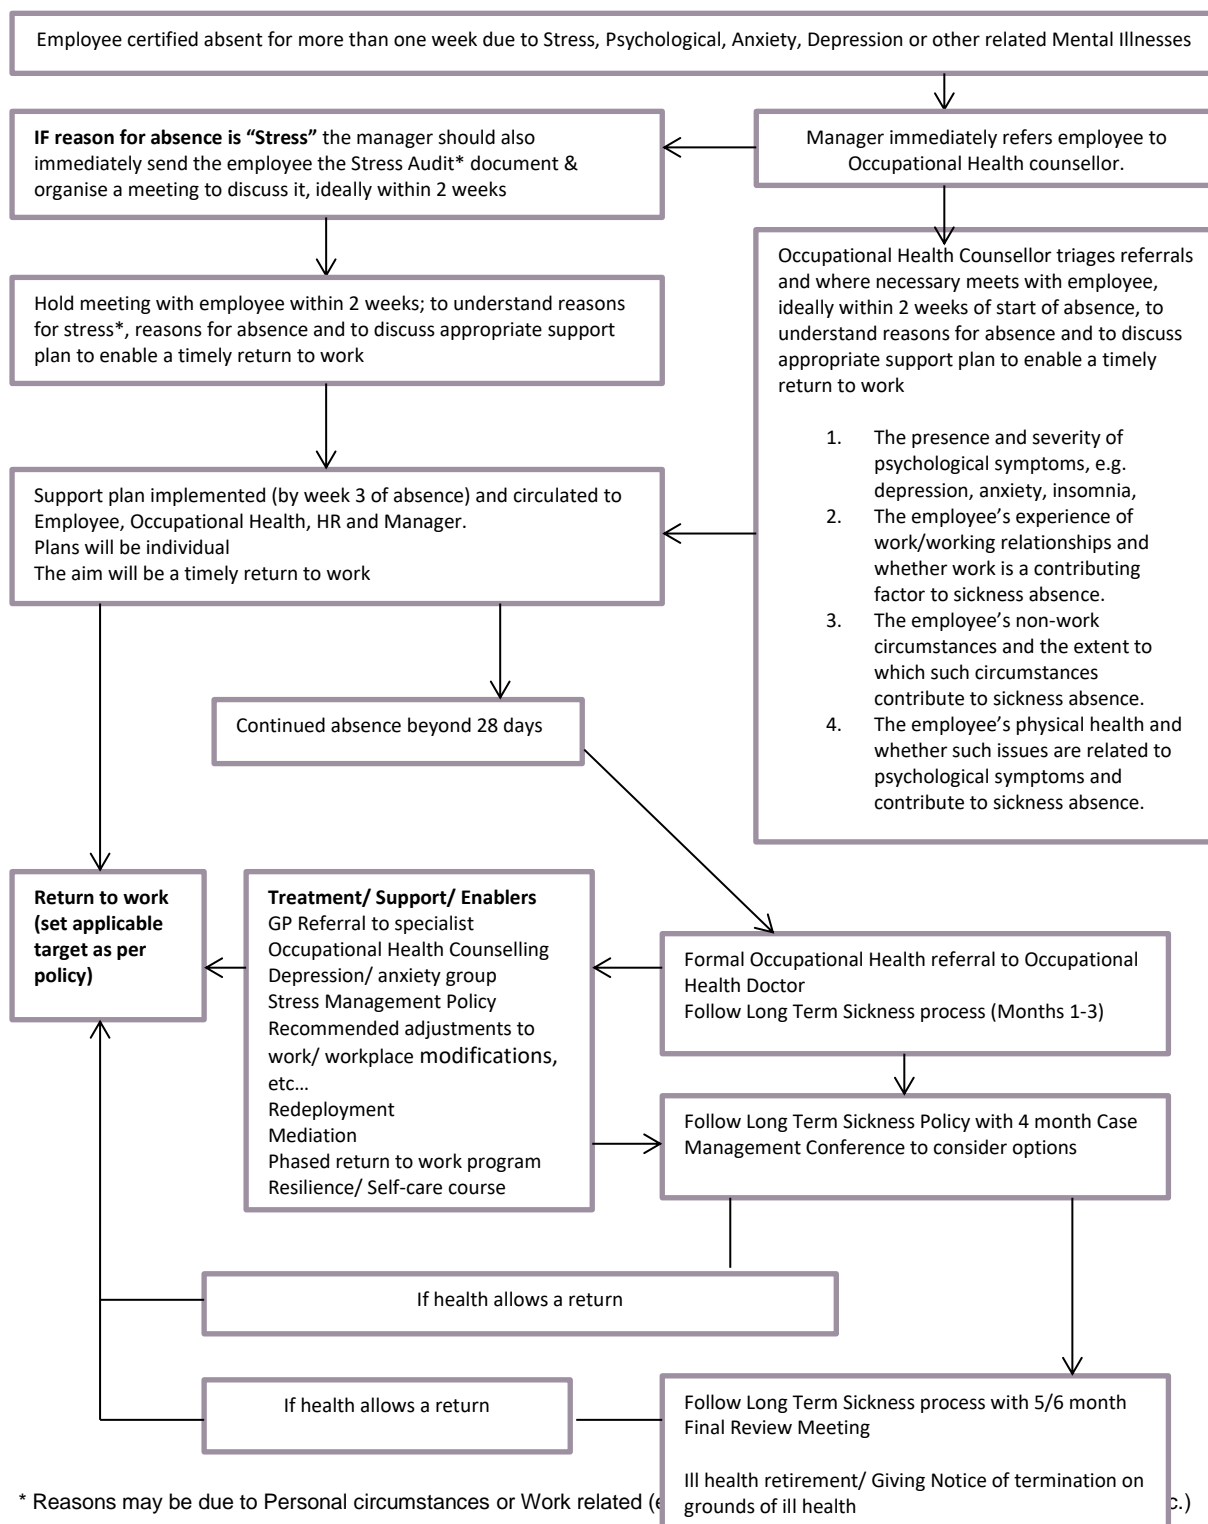 Employee certified absent for more than one week due to Stress, Psychological, Anxiety, Depression or other related Mental Illnesses
IF reason for absence is “Stress” the manager should also
immediately send the employee the Stress Audit* document &
organise a meeting to discuss it, ideally within 2 weeks
Manager immediately refers employee to
Occupational Health counsellor.
Hold meeting with employee within 2 weeks; to understand reasons
for stress*, reasons for absence and to discuss appropriate support
plan to enable a timely return to work
Occupational Health Counsellor triages referrals
and where necessary meets with employee,
ideally within 2 weeks of start of absence, to
understand reasons for absence and to discuss
appropriate support plan to enable a timely
return to work
1. The presence and severity of
psychological symptoms, e.g.
depression, anxiety, insomnia,
2. The employee’s experience of
work/working relationships and
whether work is a contributing
factor to sickness absence.
3. The employee’s non-work
circumstances and the extent to
which such circumstances
contribute to sickness absence.
4. The employee’s physical health and
whether such issues are related to
psychological symptoms and
contribute to sickness absence.
Support plan implemented (by week 3 of absence) and circulated to
Employee, Occupational Health, HR and Manager.
Plans will be individual
The aim will be a timely return to work
Continued absence beyond 28 days
Return to work
(set applicable
target as per
policy)
Treatment/ Support/ Enablers
GP Referral to specialist
Occupational Health Counselling
Depression/ anxiety group
Stress Management Policy
Recommended adjustments to
work/ workplace modifications,
etc…
Redeployment
Mediation
Phased return to work program
Resilience/ Self-care course
Formal Occupational Health referral to Occupational
Health Doctor
Follow Long Term Sickness process (Months 1-3)
Follow Long Term Sickness Policy with 4 month Case
Management Conference to consider options
If health allows a return
If health allows a return
Follow Long Term Sickness process with 5/6 month
Final Review Meeting
Ill health retirement/ Giving Notice of termination on
grounds of ill health
* Reasons may be due to Personal circumstances or Work related (e c.)